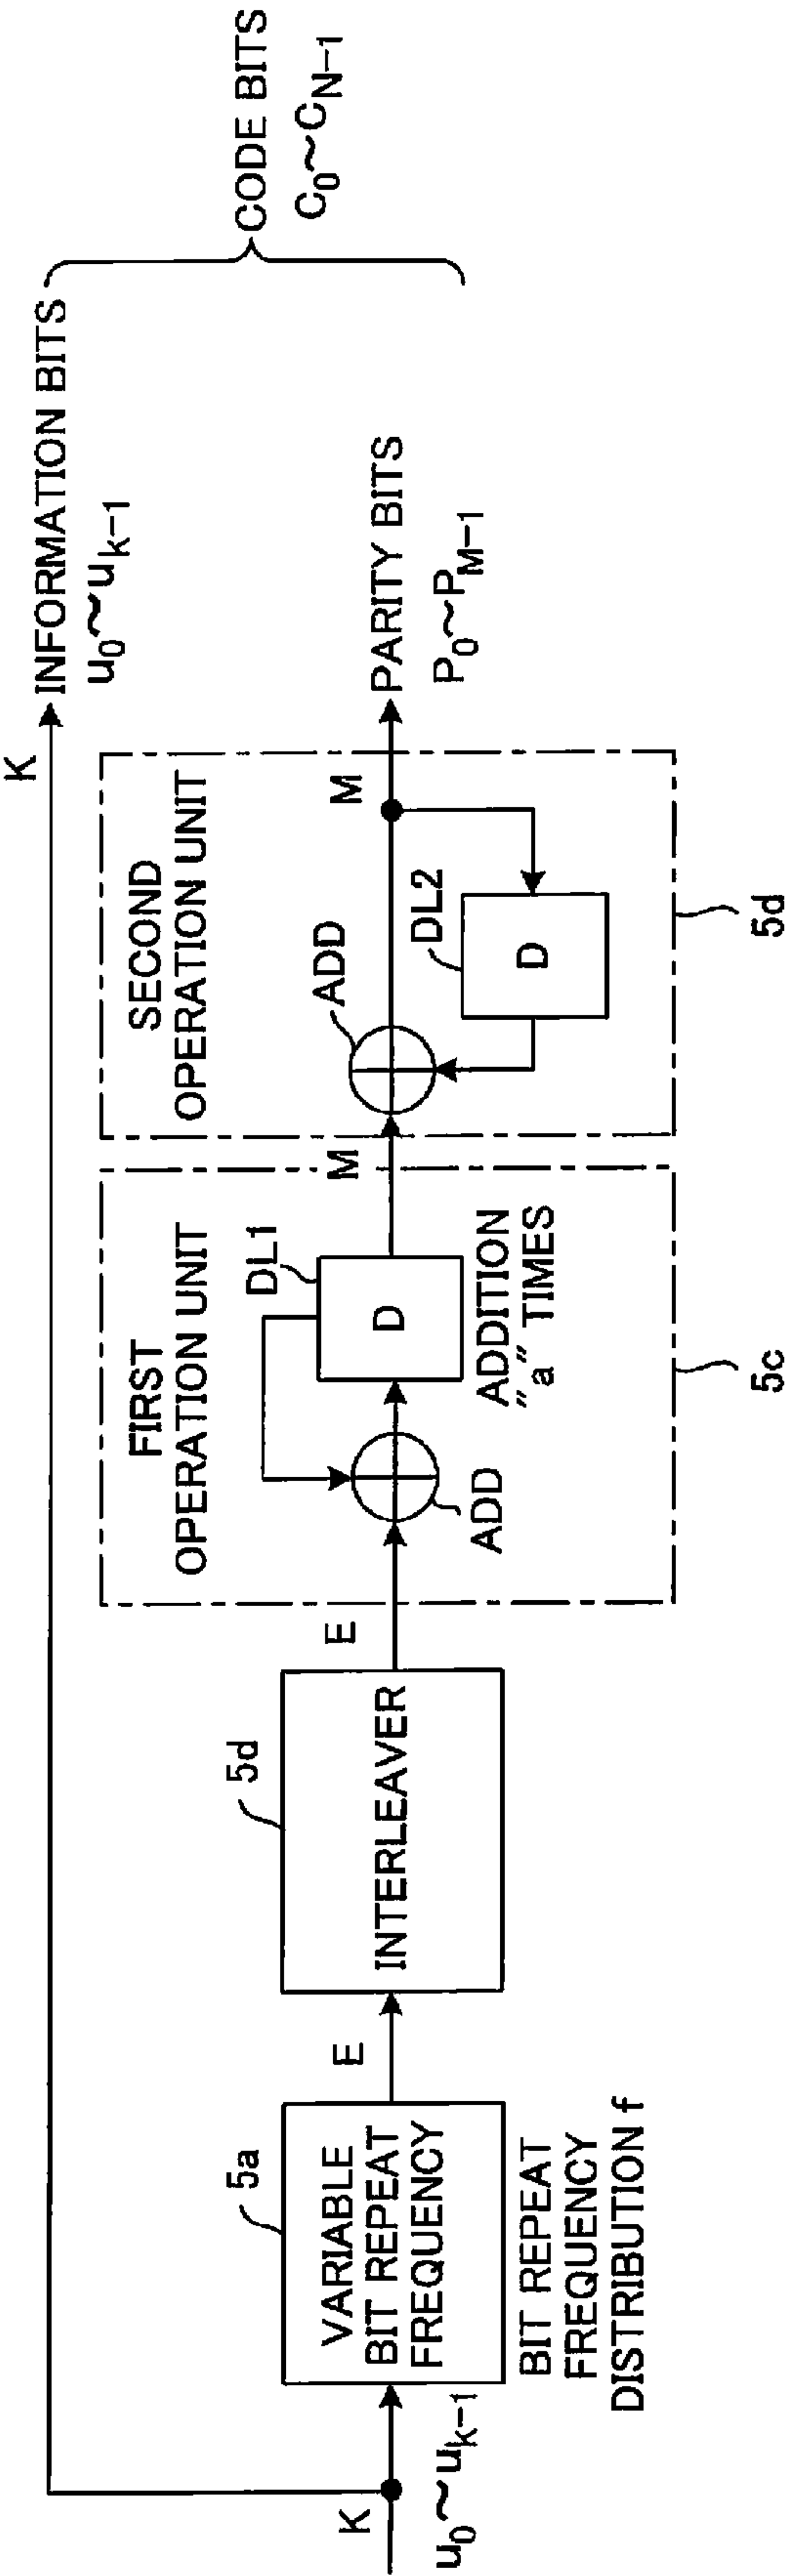 K
u0~uk-1
5a
VARIABLE
BIT REPEAT
FREQUENCY
BIT REPEAT
FREQUENCY
DISTRIBUTION f
E
5d
INTERLEAVER
E
FIRST
OPERATION UNIT
ADD
DL1
D
ADDITION
"a" TIMES
5c
M
SECOND
OPERATION UNIT
ADD
DL2
D
M
5d
K
INFORMATION BITS
u0~uk-1
PARITY BITS
P0~PM-1
CODE BITS
C0~CN-1